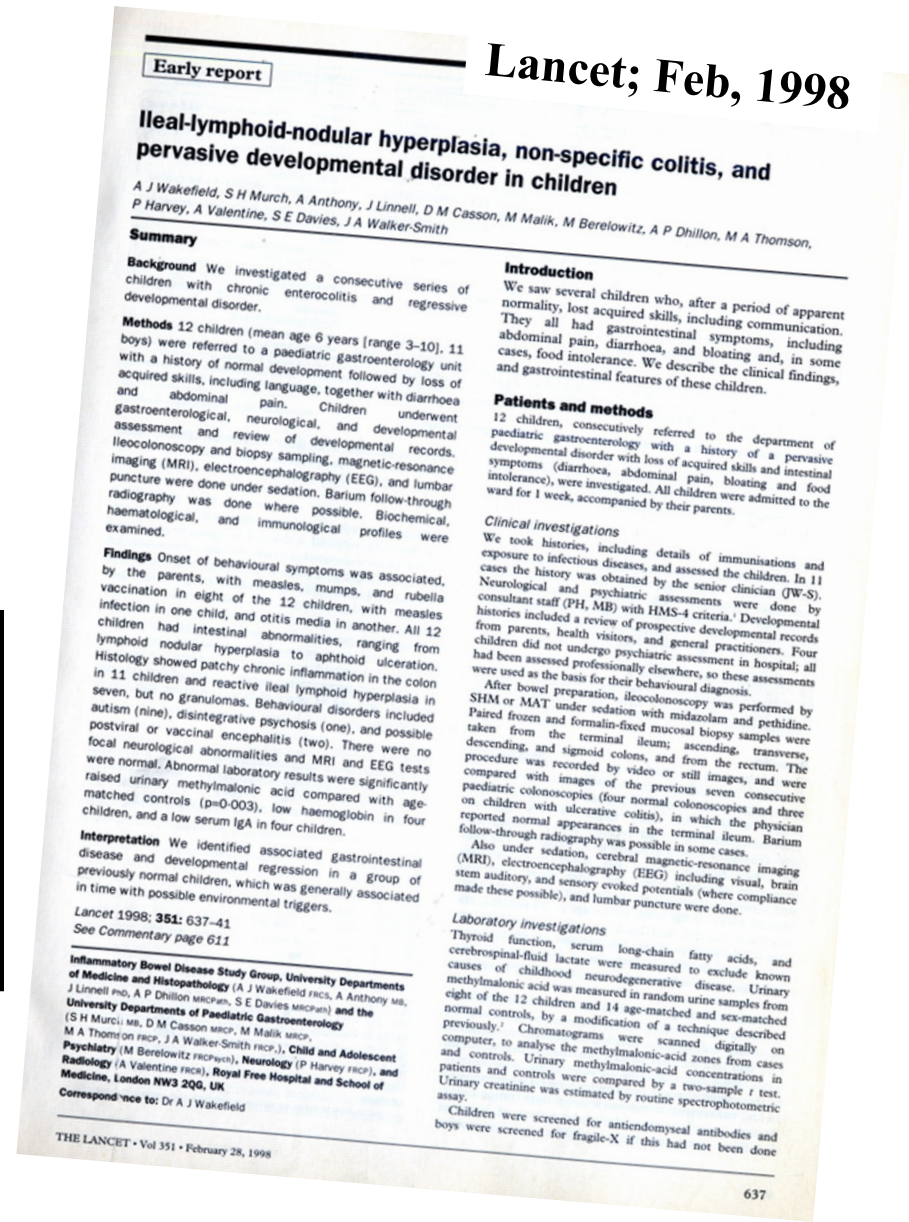 Lancet; Feb, 1998
Early report
Ileal-lymphoid-nodular hyperplasia, non-specific colitis, and
pervasive developmental disorder in children
A J Wakefield, S H Murch, A Anthony, J Linnell, D M Casson, M Malik, M Berelowitz, A P Dhillon, M A Thomson,
P Harvey, A Valentine, S E Davies, J A Walker-Smith
Summary
Background We investigated a consecutive series of
children with chronic enterocolitis and regressive
developmental disorder.
Methods 12 children (mean age 6 years [range 3–10], 11
boys) were referred to a paediatric gastroenterology unit
with a history of normal development followed by loss of
acquired skills, including language, together with diarrhoea
and abdominal pain. Children underwent
gastroenterological, neurological, and developmental
assessment and review of developmental records.
Ileocolonoscopy and biopsy sampling, magnetic-resonance
imaging (MRI), electroencephalography (EEG), and lumbar
puncture were done under sedation. Barium follow-through
radiography was done where possible. Biochemical,
haematological, and immunological profiles were
examined.
Findings Onset of behavioural symptoms was associated,
by the parents, with measles, mumps, and rubella
vaccination in eight of the 12 children, with measles
infection in one child, and otitis media in another. All 12
children had intestinal abnormalities, ranging from
lymphoid nodular hyperplasia to aphthoid ulceration.
Histology showed patchy chronic inflammation in the colon
in 11 children and reactive ileal lymphoid hyperplasia in
seven, but no granulomas. Behavioural disorders included
autism (nine), disintegrative psychosis (one), and possible
postviral or vaccinal encephalitis (two). There were no
focal neurological abnormalities and MRI and EEG tests
were normal. Abnormal laboratory results were significantly
raised urinary methylmalonic acid compared with age-
matched controls (p=0·003), low haemoglobin in four
children, and a low serum IgA in four children.
Interpretation We identified associated gastrointestinal
disease and developmental regression in a group of
previously normal children, which was generally associated
in time with possible environmental triggers.
Lancet 1998; 351: 637–41
See Commentary page 611
Inflammatory Bowel Disease Study Group, University Departments
of Medicine and Histopathology (A J Wakefield FRCS, A Anthony MB,
J Linnell PhD, A P Dhillon MRCPath, S E Davies MRCPath) and the
University Departments of Paediatric Gastroenterology
(S H Murch MB, D M Casson MRCP, M Malik MRCP,
M A Thomson FRCP, J A Walker-Smith FRCP,), Child and Adolescent
Psychiatry (M Berelowitz FRCPsych), Neurology (P Harvey FRCP), and
Radiology (A Valentine FRCR), Royal Free Hospital and School of
Medicine, London NW3 2QG, UK
Correspondence to: Dr A J Wakefield
Introduction
We saw several children who, after a period of apparent
normality, lost acquired skills, including communication.
They all had gastrointestinal symptoms, including
abdominal pain, diarrhoea, and bloating and, in some
cases, food intolerance. We describe the clinical findings,
and gastrointestinal features of these children.
Patients and methods
12 children, consecutively referred to the department of
paediatric gastroenterology with a history of a pervasive
developmental disorder with loss of acquired skills and intestinal
symptoms (diarrhoea, abdominal pain, bloating and food
intolerance), were investigated. All children were admitted to the
ward for 1 week, accompanied by their parents.
Clinical investigations
We took histories, including details of immunisations and
exposure to infectious diseases, and assessed the children. In 11
cases the history was obtained by the senior clinician (JW-S).
Neurological and psychiatric assessments were done by
consultant staff (PH, MB) with HMS-4 criteria.¹ Developmental
histories included a review of prospective developmental records
from parents, health visitors, and general practitioners. Four
children did not undergo psychiatric assessment in hospital; all
had been assessed professionally elsewhere, so these assessments
were used as the basis for their behavioural diagnosis.
After bowel preparation, ileocolonoscopy was performed by
SHM or MAT under sedation with midazolam and pethidine.
Paired frozen and formalin-fixed mucosal biopsy samples were
taken from the terminal ileum; ascending, transverse,
descending, and sigmoid colons, and from the rectum. The
procedure was recorded by video or still images, and were
compared with images of the previous seven consecutive
paediatric colonoscopies (four normal colonoscopies and three
on children with ulcerative colitis), in which the physician
reported normal appearances in the terminal ileum. Barium
follow-through radiography was possible in some cases.
Also under sedation, cerebral magnetic-resonance imaging
(MRI), electroencephalography (EEG) including visual, brain
stem auditory, and sensory evoked potentials (where compliance
made these possible), and lumbar puncture were done.
Laboratory investigations
Thyroid function, serum long-chain fatty acids, and
cerebrospinal-fluid lactate were measured to exclude known
causes of childhood neurodegenerative disease. Urinary
methylmalonic acid was measured in random urine samples from
eight of the 12 children and 14 age-matched and sex-matched
normal controls, by a modification of a technique described
previously.² Chromatograms were scanned digitally on
computer, to analyse the methylmalonic-acid zones from cases
and controls. Urinary methylmalonic-acid concentrations in
patients and controls were compared by a two-sample t test.
Urinary creatinine was estimated by routine spectrophotometric
assay.
Children were screened for antiendomyseal antibodies and
boys were screened for fragile-X if this had not been done
THE LANCET • Vol 351 • February 28, 1998
637